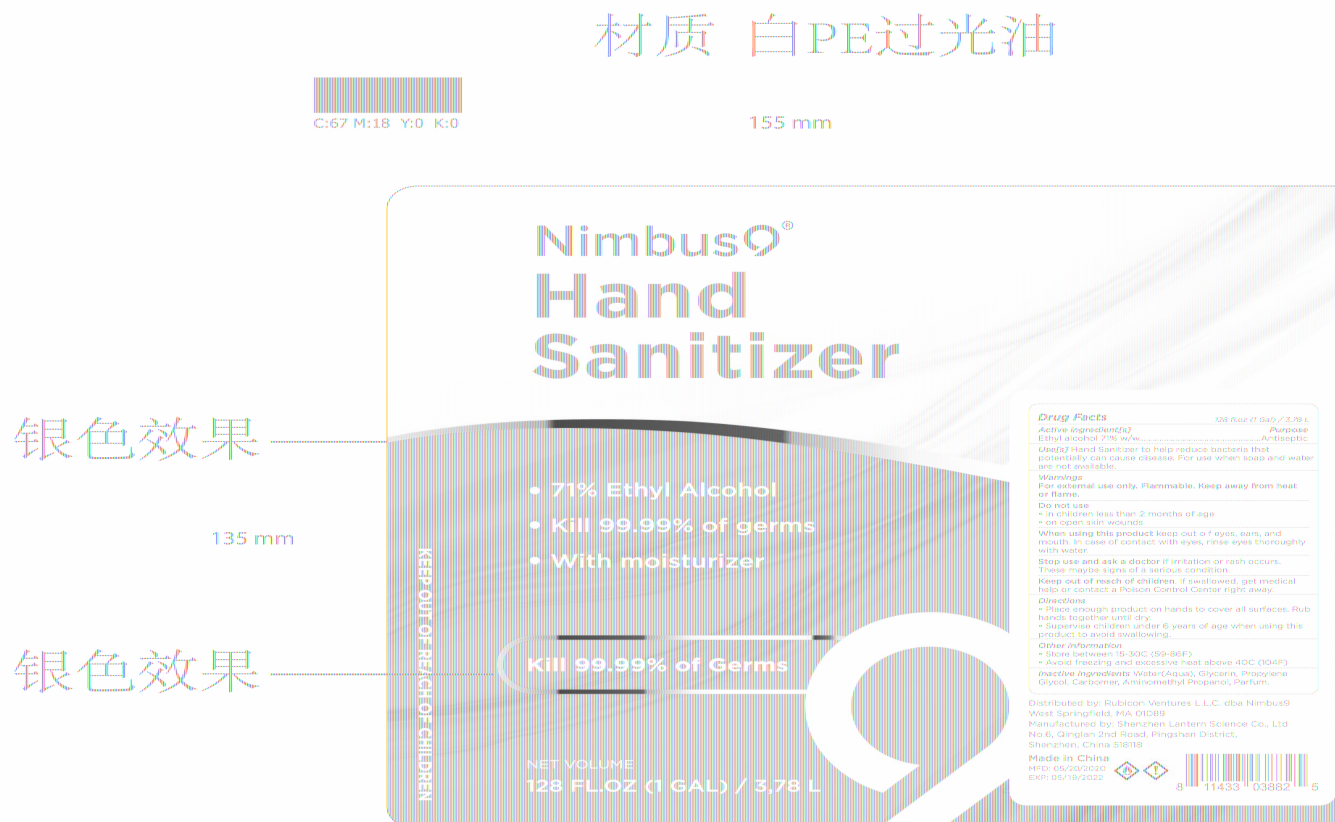 材质 白PE过光油
C:67 M:18 Y:0 K:0
155 mm
Nimbus9®
Hand
Sanitizer
银色效果
135 mm
银色效果
• 71% Ethyl Alcohol
• Kill 99.99% of germs
• With moisturizer
KEEP OUT OF REACH OF CHILDREN
Kill 99.99% of Germs
NET VOLUME
128 FL.OZ (1 GAL) / 3,78 L
Drug Facts
128 fl.oz (1 Gal) / 3,78 L
Active ingredient[s] Purpose
Ethyl alcohol 71% w/w Antiseptic
Use[s] Hand Sanitizer to help reduce bacteria that
potentially can cause disease. For use when soap and water
are not available.
Warnings
For external use only. Flammable. Keep away from heat
or flame.
Do not use
• in children less than 2 months of age
• on open skin wounds
When using this product keep out of eyes, ears, and
mouth. In case of contact with eyes, rinse eyes thoroughly
with water.
Stop use and ask a doctor if irritation or rash occurs.
These maybe signs of a serious condition.
Keep out of reach of children. If swallowed, get medical
help or contact a Poison Control Center right away.
Directions
• Place enough product on hands to cover all surfaces. Rub
hands together until dry.
• Supervise children under 6 years of age when using this
product to avoid swallowing.
Other information
• Store between 15-30C (59-86F)
• Avoid freezing and excessive heat above 40C (104F)
Inactive ingredients Water(Aqua), Glycerin, Propylene
Glycol, Carbomer, Aminomethyl Propanol, Parfum.
Distributed by: Rubicon Ventures L.L.C. dba Nimbus9
West Springfield, MA 01089
Manufactured by: Shenzhen Lantern Science Co., Ltd
No.6, Qinglan 2nd Road, Pingshan District,
Shenzhen, China 518118
Made in China
MFD: 05/20/2020
EXP: 05/19/2022
8 11433 03882 5